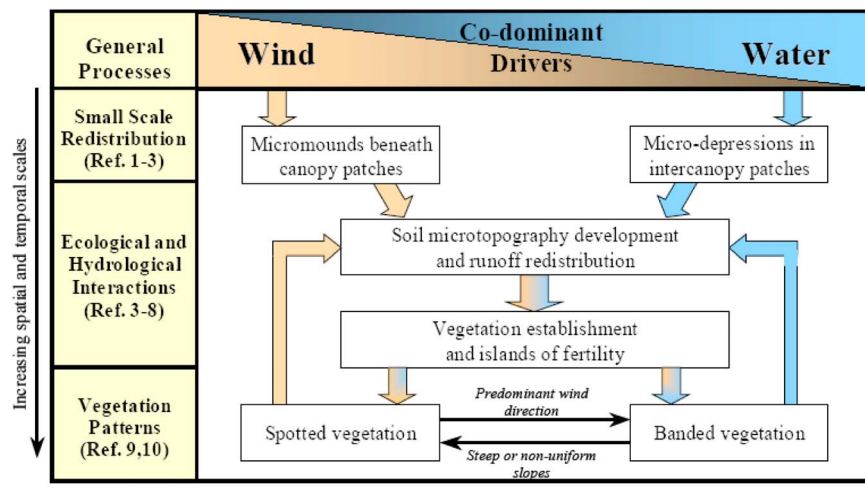 General
Processes
Wind
Co-dominant
Drivers
Water
Increasing spatial and temporal scales
Small Scale
Redistribution
(Ref. 1-3)
Micromounds beneath
canopy patches
Micro-depressions in
intercanopy patches
Ecological and
Hydrological
Interactions
(Ref. 3-8)
Soil microtopography development
and runoff redistribution
Vegetation establishment
and islands of fertility
Vegetation
Patterns
(Ref. 9,10)
Spotted vegetation
Predominant wind
direction
Steep or non-uniform
slopes
Banded vegetation